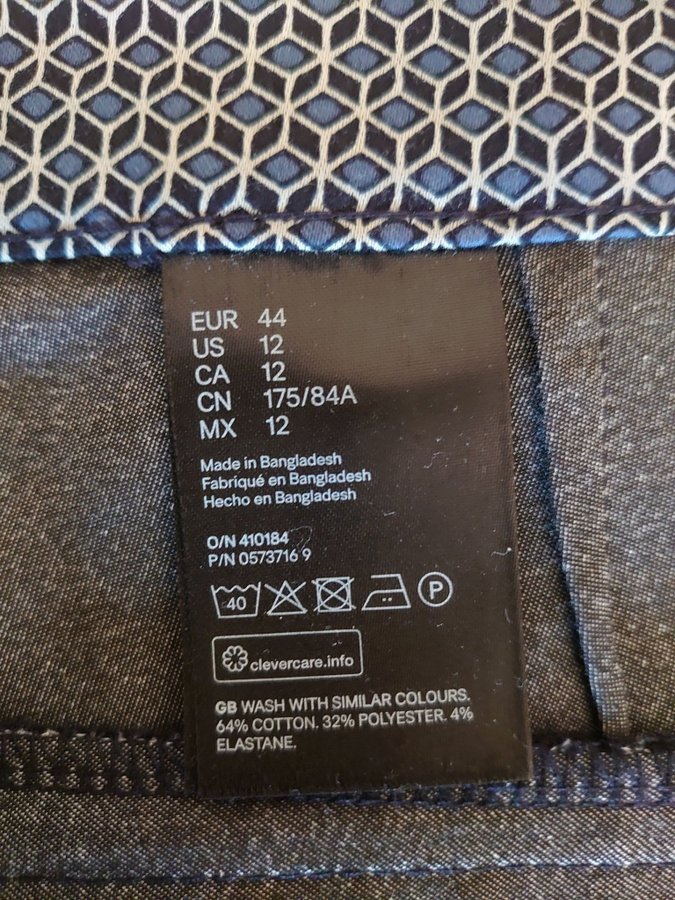 EUR 44
US 12
CA 12
CN 175/84A
MX 12
Made in Bangladesh
Fabriqué en Bangladesh
Hecho en Bangladesh
O/N 410184
P/N 0573716 9
40 P
clevercare.info
GB WASH WITH SIMILAR COLOURS.
64% COTTON. 32% POLYESTER. 4%
ELASTANE.